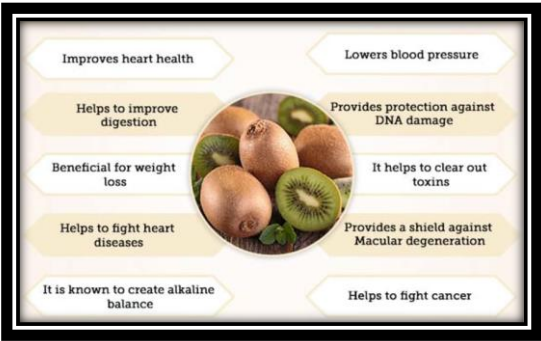 Improves heart health
Helps to improve
digestion
Beneficial for weight
loss
Helps to fight heart
diseases
It is known to create alkaline
balance
Lowers blood pressure
Provides protection against
DNA damage
It helps to clear out
toxins
Provides a shield against
Macular degeneration
Helps to fight cancer